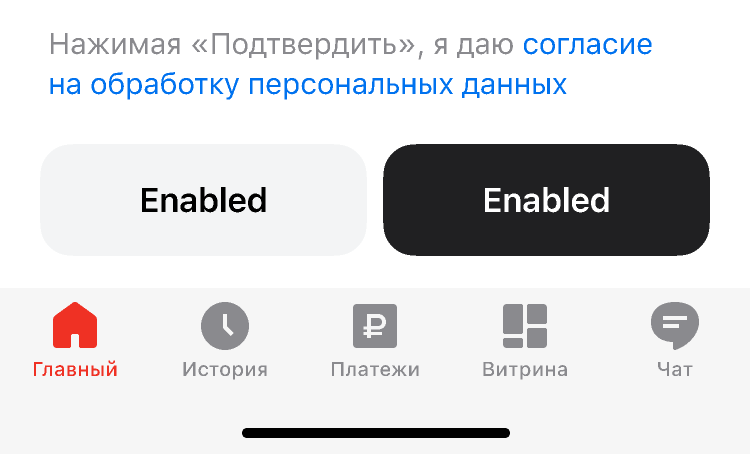 Нажимая «Подтвердить», я даю согласие
на обработку персональных данных
Enabled Enabled
Главный История Платежи Витрина Чат